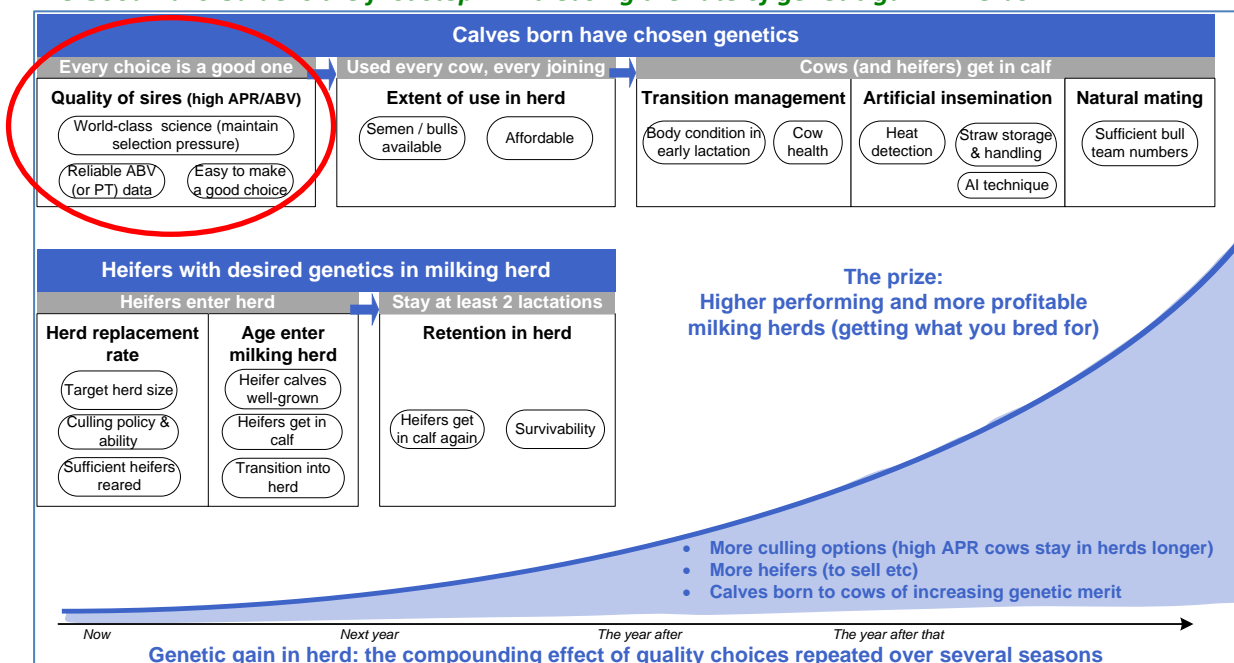 Calves born have chosen genetics
Every choice is a good one
Used every cow, every joining
Cows (and heifers) get in calf
Quality of sires (high APR/ABV)
World-class science (maintain
selection pressure)
Reliable ABV
(or PT) data
Easy to make
a good choice
Extent of use in herd
Semen / bulls
available
Affordable
Transition management
Body condition in
early lactation
Cow
health
Artificial insemination
Heat
detection
Straw storage
& handling
AI technique
Natural mating
Sufficient bull
team numbers
Heifers with desired genetics in milking herd
Heifers enter herd
Stay at least 2 lactations
Herd replacement
rate
Target herd size
Culling policy &
ability
Sufficient heifers
reared
Age enter
milking herd
Heifer calves
well-grown
Heifers get in
calf
Transition into
herd
Retention in herd
Heifers get
in calf again
Survivability
The prize:
Higher performing and more profitable
milking herds (getting what you bred for)
• More culling options (high APR cows stay in herds longer)
• More heifers (to sell etc)
• Calves born to cows of increasing genetic merit
Now
Next year
The year after
The year after that
Genetic gain in herd: the compounding effect of quality choices repeated over several seasons